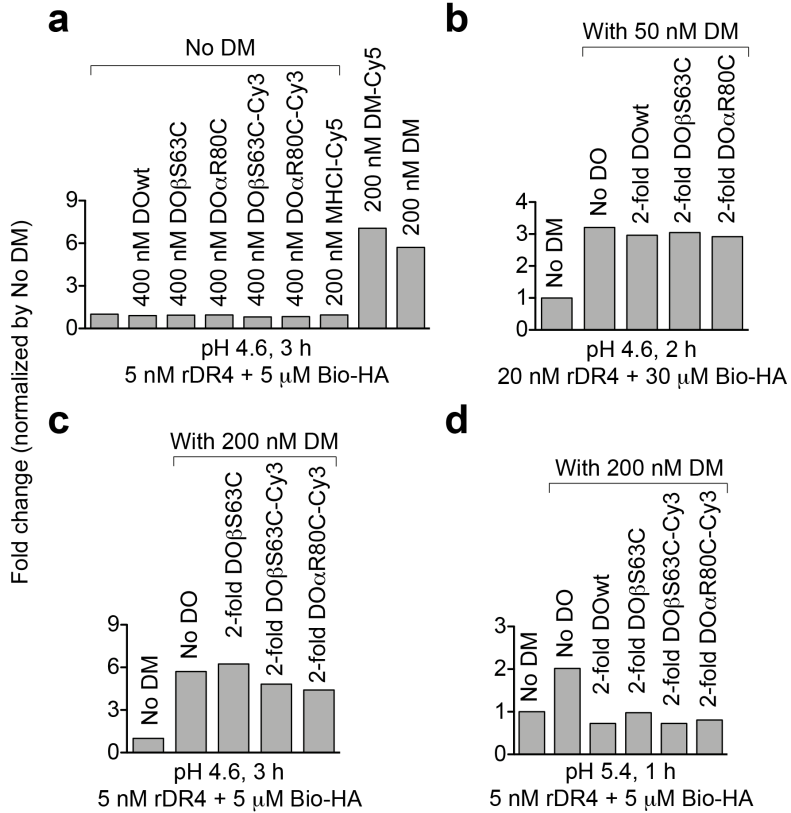 Fold change (normalized by No DM)
a
No DM
400 nM DOwt
400 nM DOβS63C
400 nM DOαR80C
400 nM DOβS63C-Cy3
400 nM DOαR80C-Cy3
200 nM MHCI-Cy5
200 nM DM-Cy5
200 nM DM
9
6
3
0
pH 4.6, 3 h
5 nM rDR4 + 5 μM Bio-HA
b
With 50 nM DM
No DM
No DO
2-fold DOwt
2-fold DOβS63C
2-fold DOαR80C
4
3
2
1
0
pH 4.6, 2 h
20 nM rDR4 + 30 μM Bio-HA
c
With 200 nM DM
No DM
No DO
2-fold DOβS63C
2-fold DOβS63C-Cy3
2-fold DOαR80C-Cy3
9
6
3
0
pH 4.6, 3 h
5 nM rDR4 + 5 μM Bio-HA
d
With 200 nM DM
No DM
No DO
2-fold DOwt
2-fold DOβS63C
2-fold DOβS63C-Cy3
2-fold DOαR80C-Cy3
3
2
1
0
pH 5.4, 1 h
5 nM rDR4 + 5 μM Bio-HA